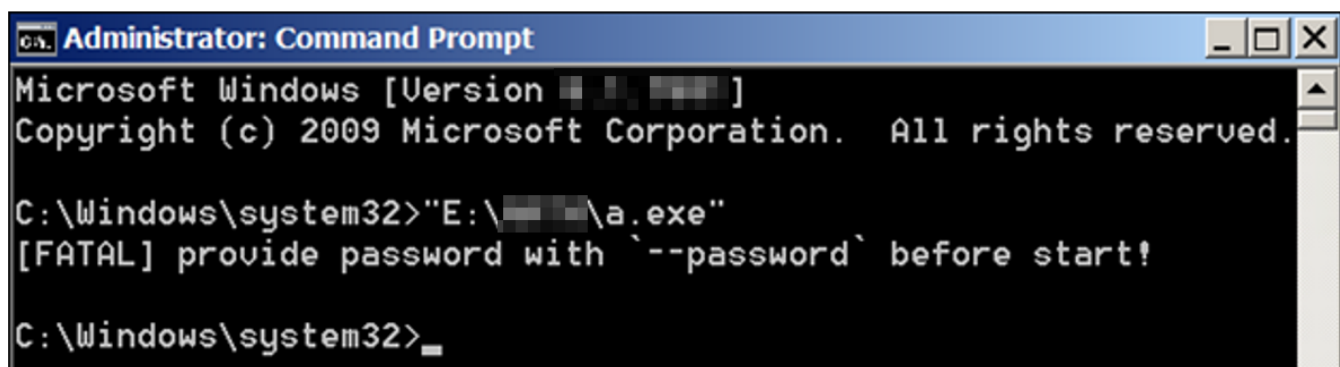 Administrator: Command Prompt
Microsoft Windows [Version ]
Copyright (c) 2009 Microsoft Corporation.  All rights reserved.
C:\Windows\system32>"E:\\a.exe"
[FATAL] provide password with `--password` before start!
C:\Windows\system32>_